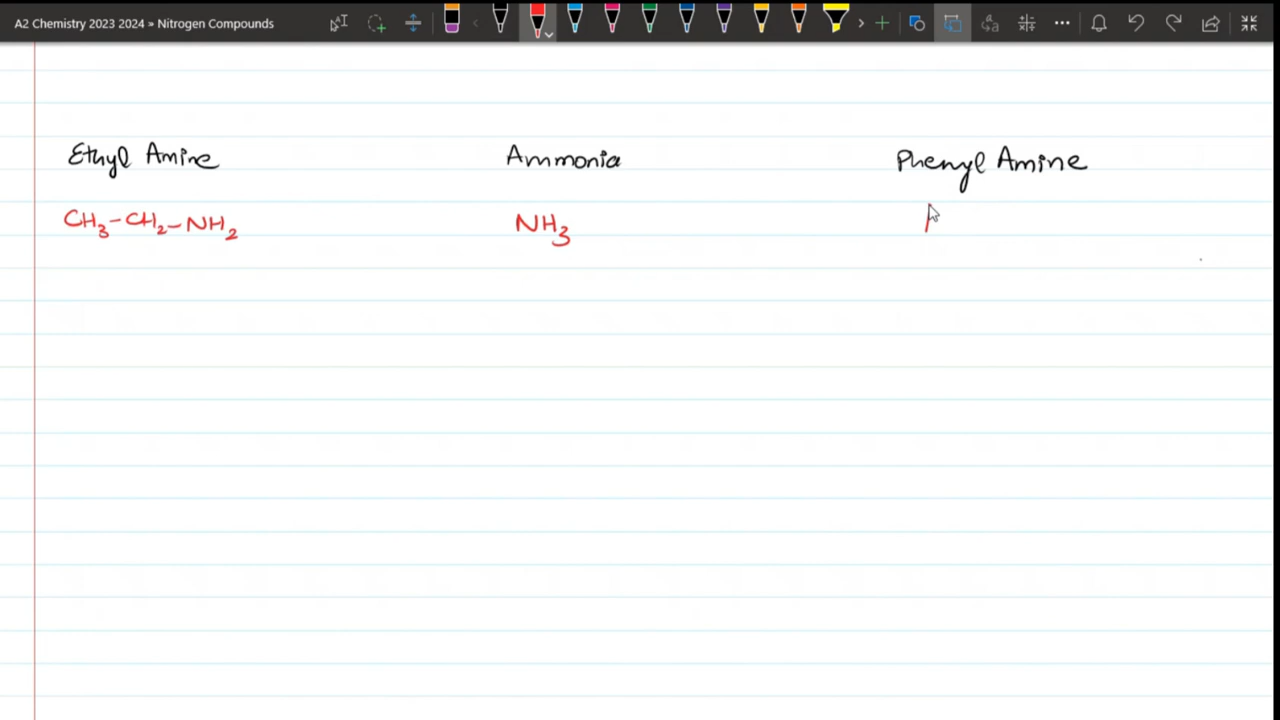 A2 Chemistry 2023 2024 » Nitrogen Compounds
Ethyl Amine Ammonia Phenyl Amine
CH₃-CH₂-NH₂ NH₃